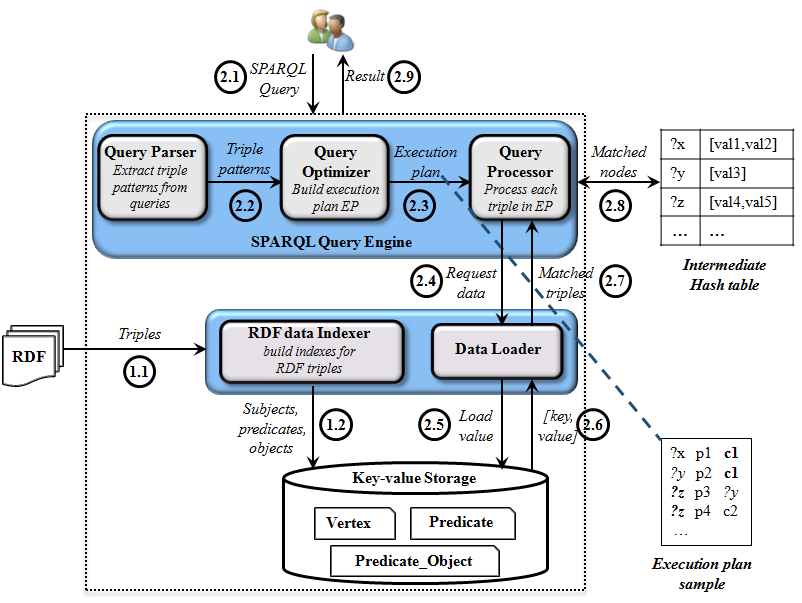 2.1
SPARQL
Query
Result
2.9
Query Parser
Extract triple
patterns from
queries
Triple
patterns
2.2
Query
Optimizer
Build execution
plan EP
Execution
plan
2.3
Query
Processor
Process each
triple in EP
SPARQL Query Engine
Matched
nodes
2.8
?x [val1,val2]
?y [val3]
?z [val4,val5]
... ...
Intermediate
Hash table
2.4
Request
data
Matched
triples
2.7
RDF
Triples
1.1
RDF data Indexer
build indexes for
RDF triples
Data Loader
Subjects,
predicates,
objects
1.2
2.5
Load
value
[key,
value]
2.6
Key-value Storage
Vertex
Predicate
Predicate_Object
?x p1 c1
?y p2 c1
?z p3 ?y
?z p4 c2
...
Execution plan
sample